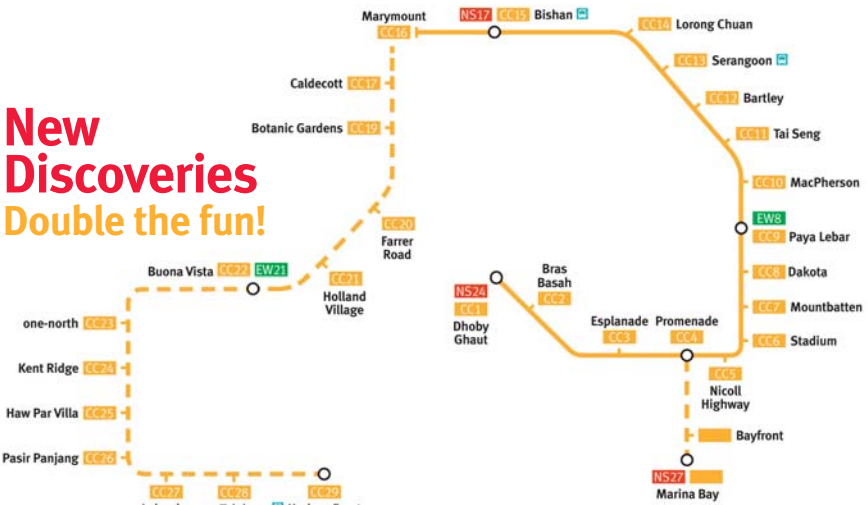 Marymount
CC16
NS17 CC15 Bishan
CC14 Lorong Chuan
CC13 Serangoon
CC12 Bartley
CC11 Tai Seng
CC10 MacPherson
EW8
CC9 Paya Lebar
CC8 Dakota
CC7 Mountbatten
CC6 Stadium
CC5
Nicoll
Highway
Esplanade
CC3
Promenade
CC4
Bras
Basah
CC2
NS24
CC1
Dhoby
Ghaut
Bayfront
NS27
Marina Bay
Caldecott CC17
Botanic Gardens CC19
New
Discoveries
Double the fun!
CC20
Farrer
Road
CC21
Holland
Village
Buona Vista CC22 EW21
one-north CC23
Kent Ridge CC24
Haw Par Villa CC25
Pasir Panjang CC26
CC27
CC28
CC29